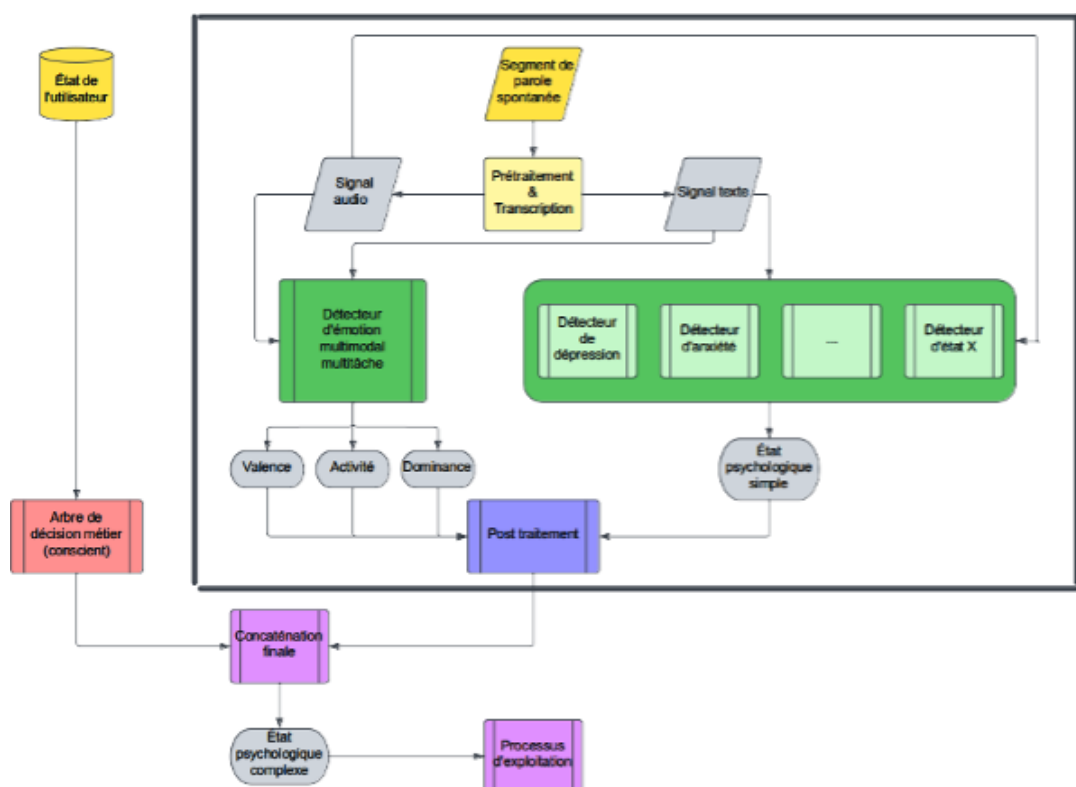 État de
l'utilisateur
Segment de
parole
spontanée
Signal
audio
Prétraitement
&
Transcription
Signal texte
Détecteur
d'émotion
multimodal
multitâche
Détecteur
de
dépression
Détecteur
d'anxiété
...
Détecteur
d'état X
Valence
Activité
Dominance
État
psychologique
simple
Arbre de
décision métier
(conscient)
Post traitement
Concaténation
finale
État
psychologique
complexe
Processus
d'exploitation